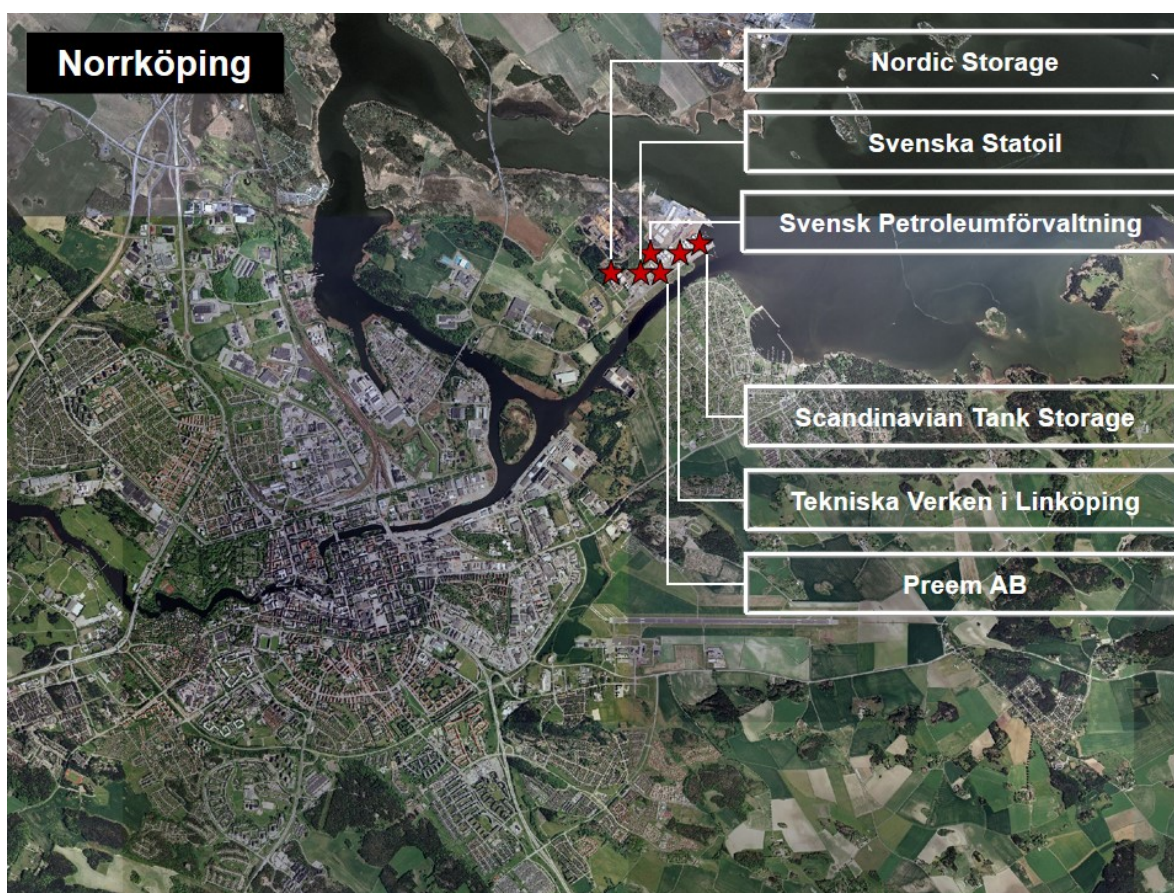 Norrköping
Nordic Storage
Svenska Statoil
Svensk Petroleumförvaltning
Scandinavian Tank Storage
Tekniska Verken i Linköping
Preem AB